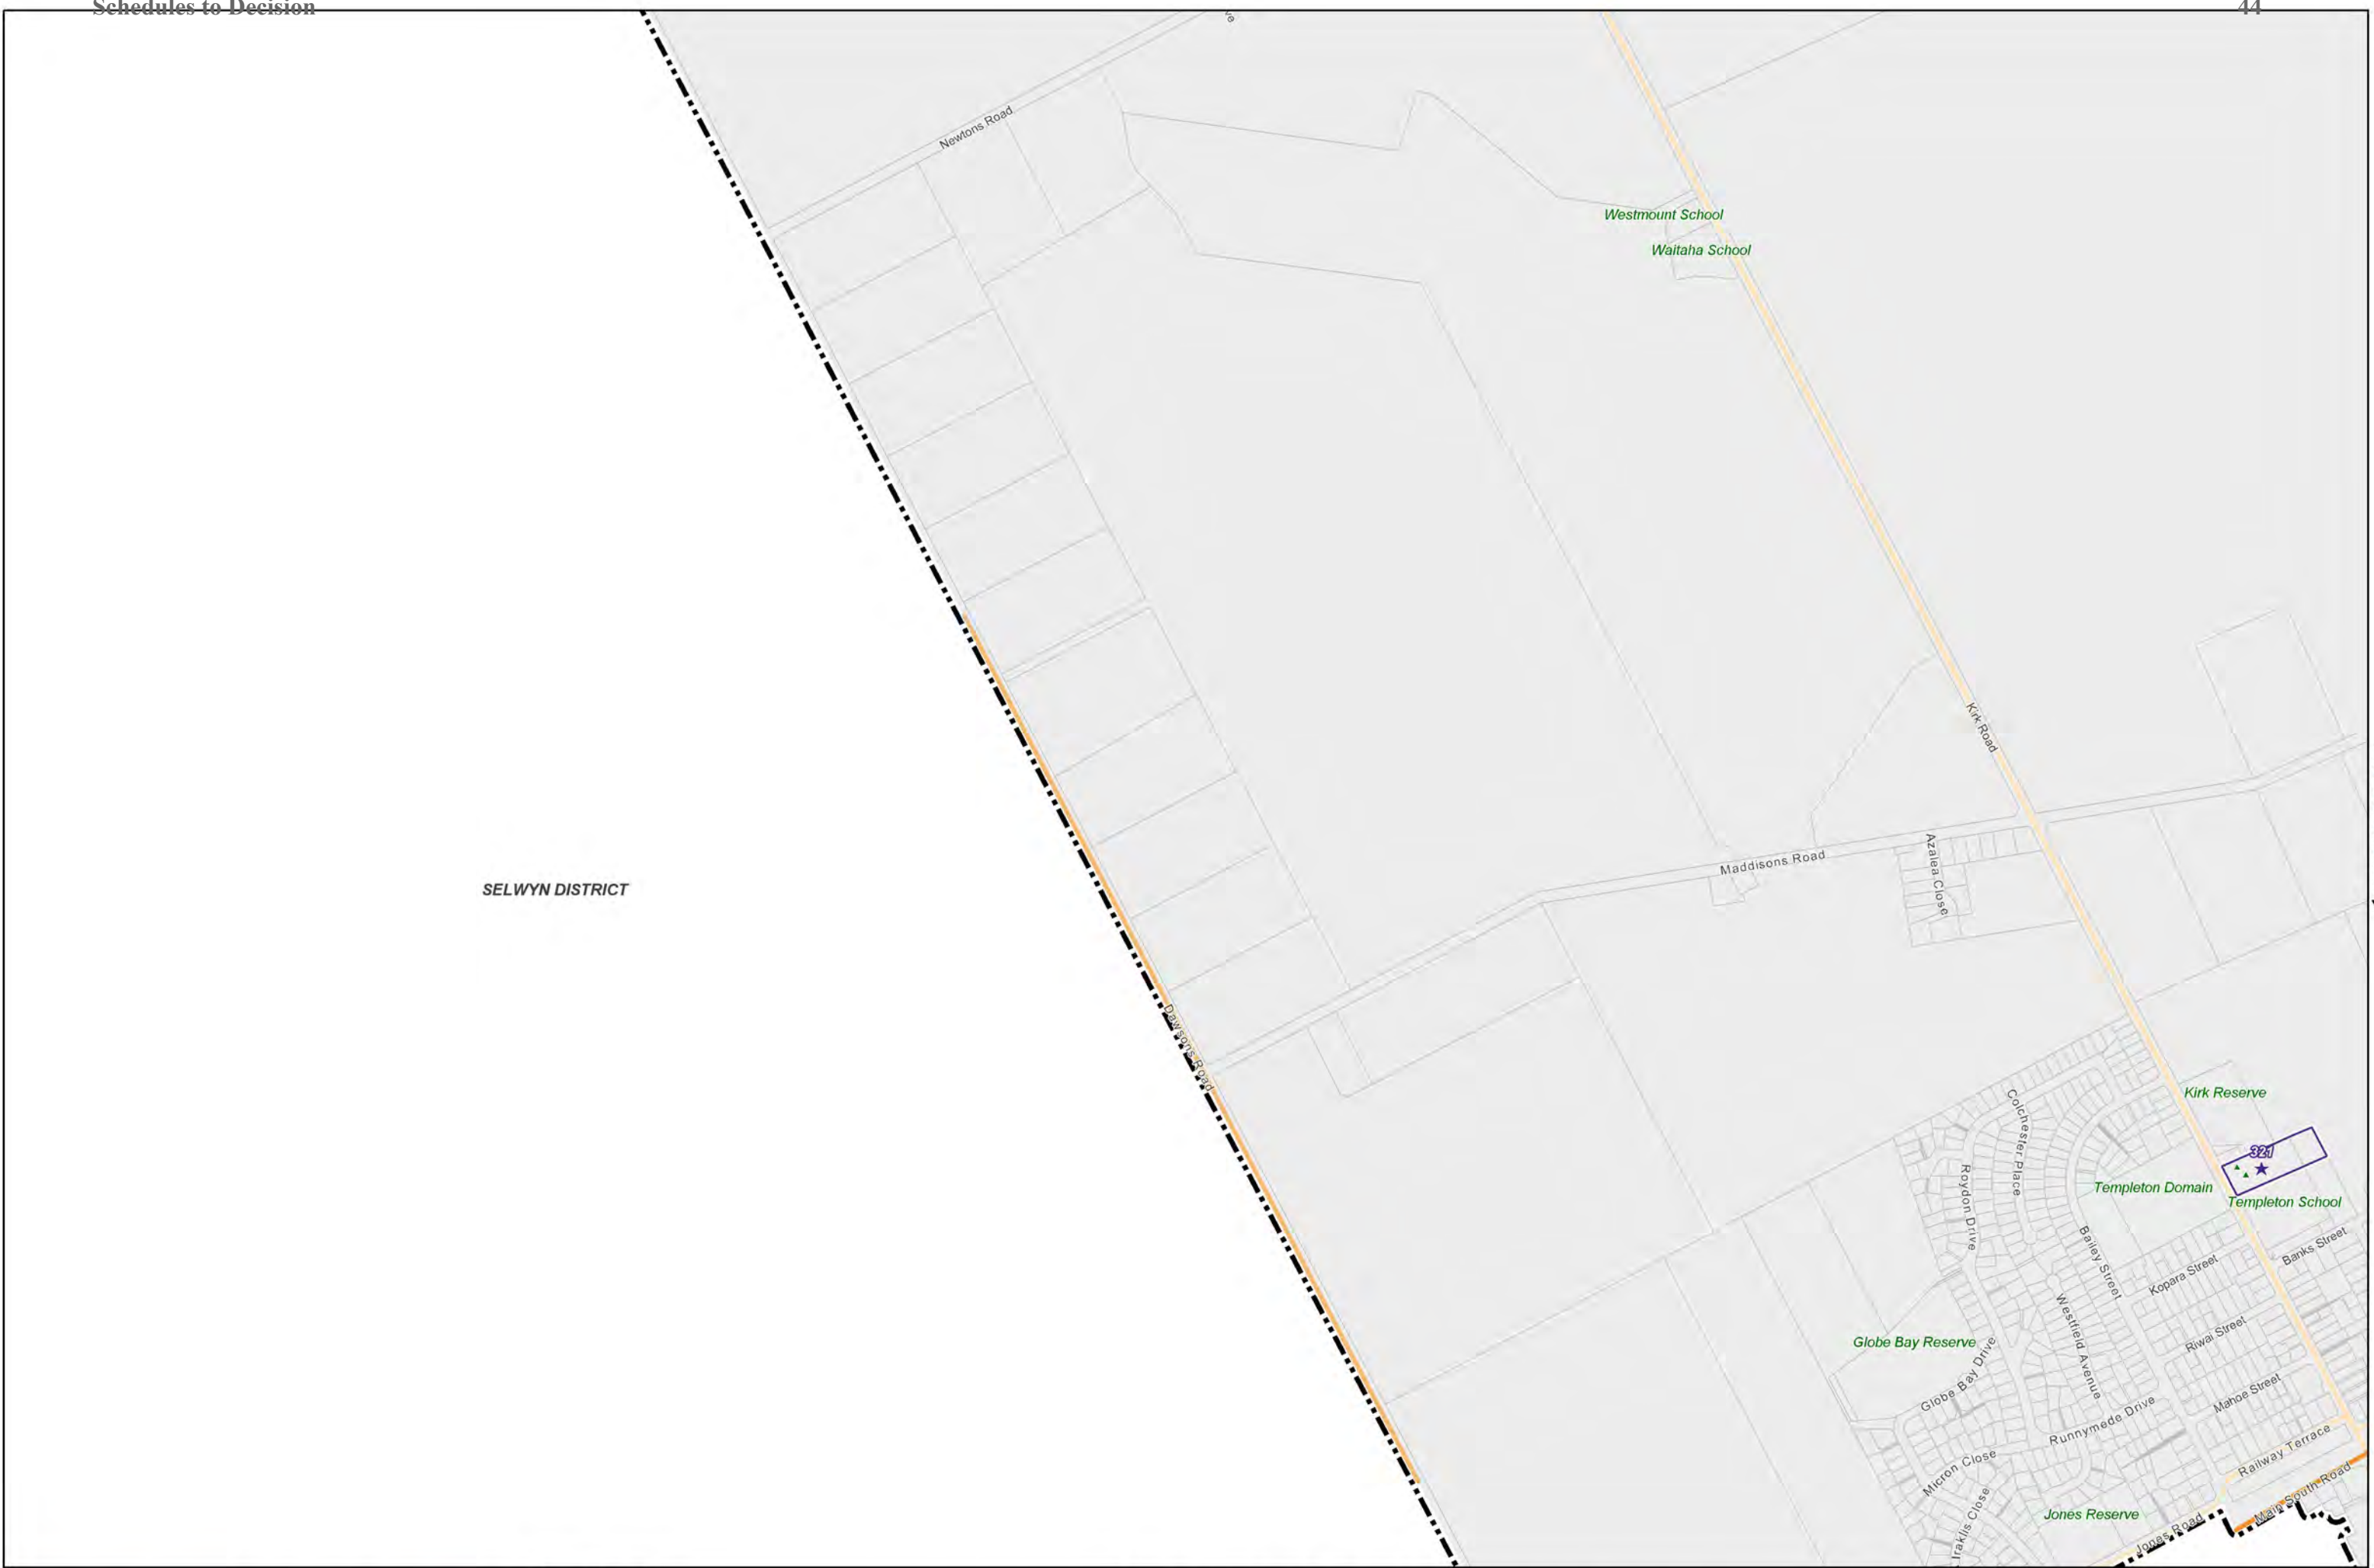 Schedules to Decision
44
Newtons Road
Westmount School
Waitaha School
Kirk Road
Maddisons Road
Azalea Close
SELWYN DISTRICT
Dawsons Road
Kirk Reserve
Colchester Place
321
Roydon Drive
Templeton Domain
Templeton School
Bailey Street
Banks Street
Kopara Street
Westfield Avenue
Riwai Street
Globe Bay Reserve
Globe Bay Drive
Mahoe Street
Runnymede Drive
Railway Terrace
Micron Close
Main South Road
Iraklis Close
Jones Reserve
Jones Road